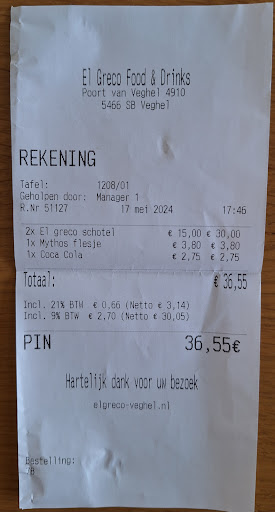 El Greco Food & Drinks
Poort van Veghel 4910
5466 SB Veghel
REKENING
Tafel: 1208/01
Geholpen door: Manager 1
R.Nr 51127 17 mei 2024 17:46
2x El greco schotel € 15,00 € 30,00
1x Mythos flesje € 3,80 € 3,80
1x Coca Cola € 2,75 € 2,75
Totaal: € 36,55
Incl. 21% BTW € 0,66 (Netto € 3,14)
Incl. 9% BTW € 2,70 (Netto € 30,05)
PIN 36,55€
Hartelijk dank voor uw bezoek
elgreco-veghel.nl
Bestelling: